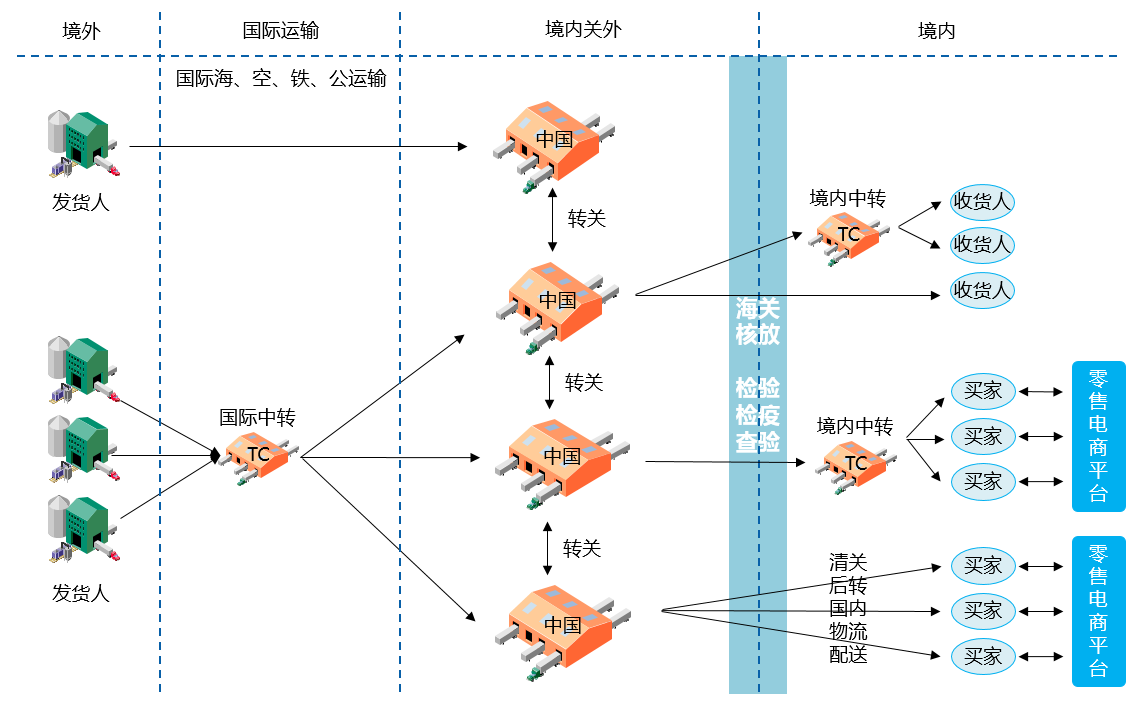 境外
国际运输
境内关外
境内
国际海、空、铁、公运输
中国
发货人
转关
境内中转
TC
收货人
收货人
收货人
中国
海关
核放
转关
检验
检疫
查验
国际中转
TC
中国
境内中转
TC
买家
买家
买家
零售电商平台
转关
发货人
中国
清关
后转
国内
物流
配送
买家
买家
买家
零售电商平台